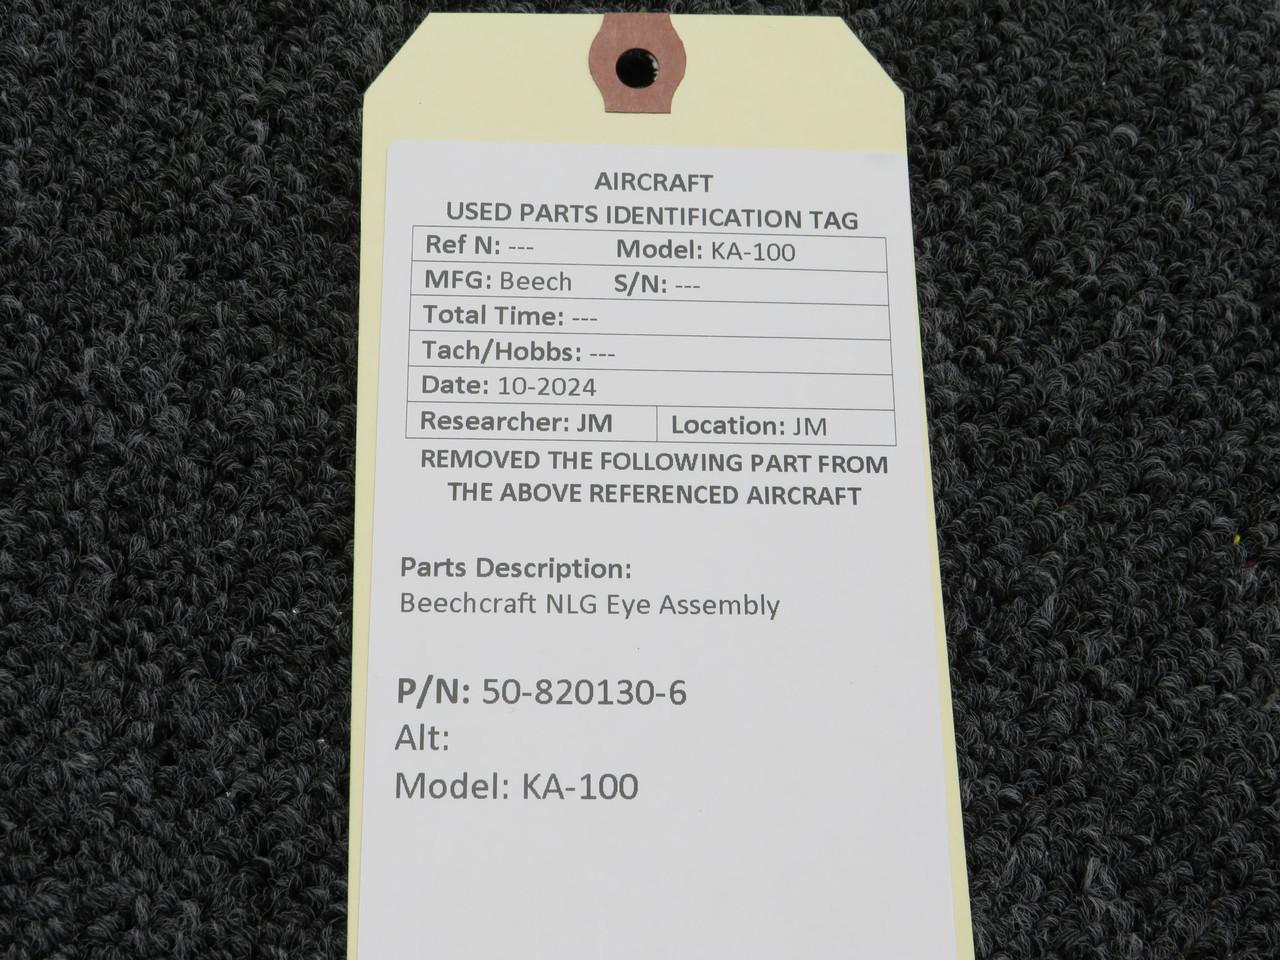 AIRCRAFT
USED PARTS IDENTIFICATION TAG
Ref N: --- Model: KA-100
MFG: Beech S/N: ---
Total Time: ---
Tach/Hobbs: ---
Date: 10-2024
Researcher: JM Location: JM
REMOVED THE FOLLOWING PART FROM
THE ABOVE REFERENCED AIRCRAFT
Parts Description:
Beechcraft NLG Eye Assembly
P/N: 50-820130-6
Alt:
Model: KA-100